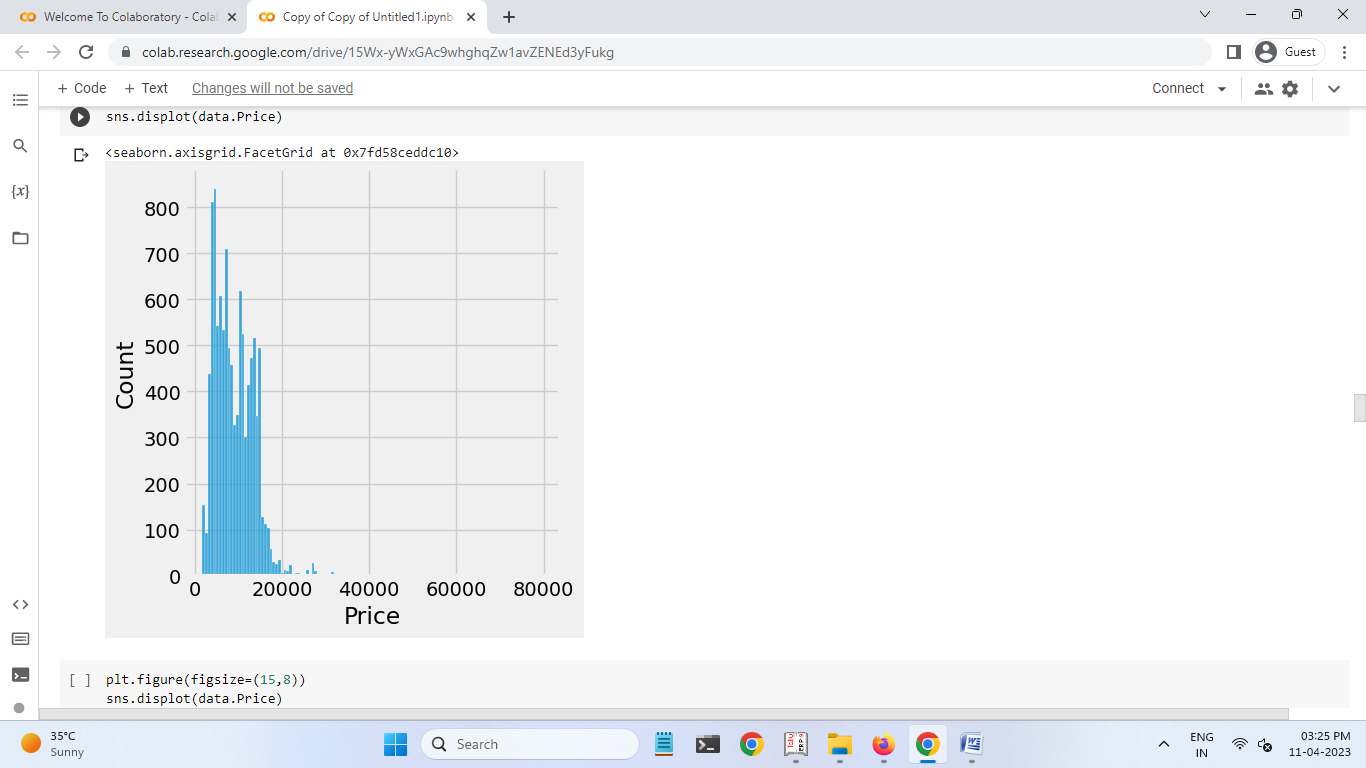 Welcome To Colaboratory - Cola
Copy of Copy of Untitled1.ipynb
colab.research.google.com/drive/15Wx-yWxGAc9whghqZw1avZENEd3yFukg
Guest
+ Code + Text Changes will not be saved
Connect
sns.displot(data.Price)
<seaborn.axisgrid.FacetGrid at 0x7fd58ceddc10>
{x}
800
700
600
500
400
300
200
100
0
Count
0 20000 40000 60000 80000
Price
[ ] plt.figure(figsize=(15,8))
sns.displot(data.Price)
35°C
Sunny
Search
ENG
IN
03:25 PM
11-04-2023